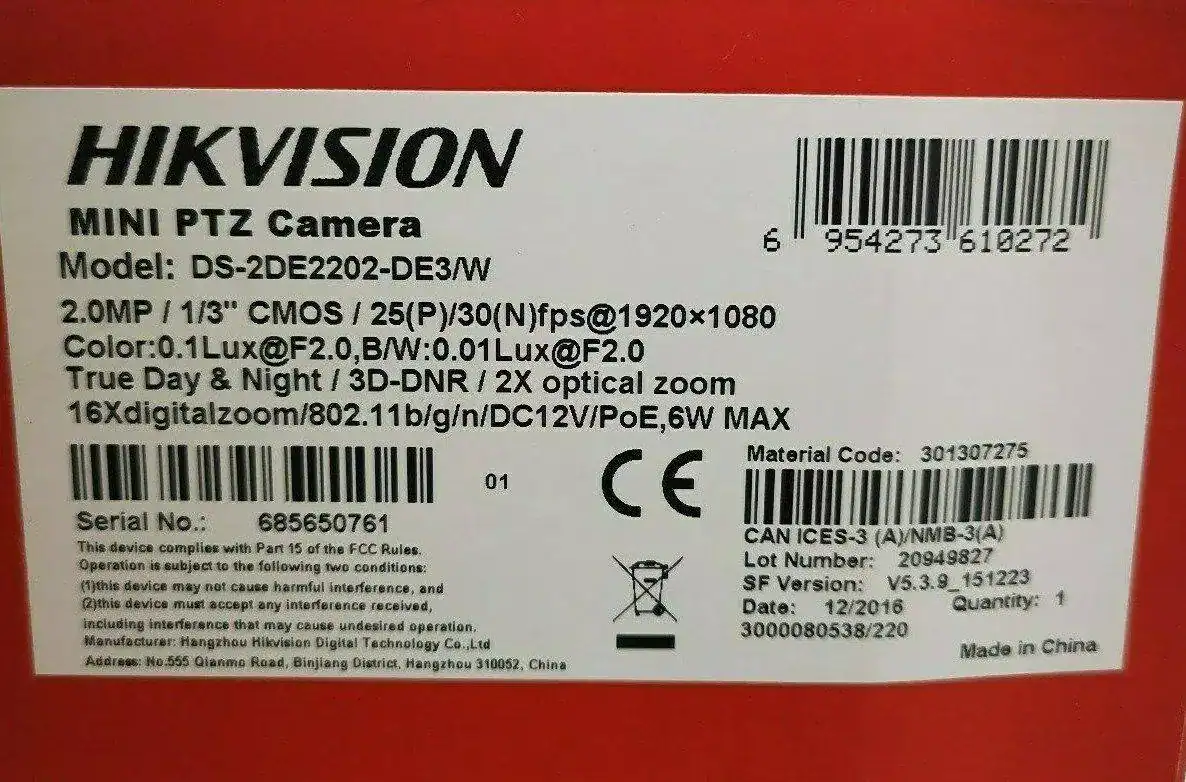 HIKVISION
MINI PTZ Camera
Model: DS-2DE2202-DE3/W
6 954273 610272
2.0MP / 1/3" CMOS / 25(P)/30(N)fps@1920×1080
Color:0.1Lux@F2.0,B/W:0.01Lux@F2.0
True Day & Night / 3D-DNR / 2X optical zoom
16Xdigitalzoom/802.11b/g/n/DC12V/PoE,6W MAX
01
Serial No.: 685650761
This device complies with Part 15 of the FCC Rules.
Operation is subject to the following two conditions:
(1)this device may not cause harmful interference, and
(2)this device must accept any interference received,
including interference that may cause undesired operation.
Manufacturer: Hangzhou Hikvision Digital Technology Co.,Ltd
Address: No.555 Qianmo Road, Binjiang District, Hangzhou 310052, China
CE
Material Code: 301307275
CAN ICES-3 (A)/NMB-3(A)
Lot Number: 20949827
SF Version: V5.3.9_151223
Date: 12/2016 Quantity: 1
3000080538/220
Made in China